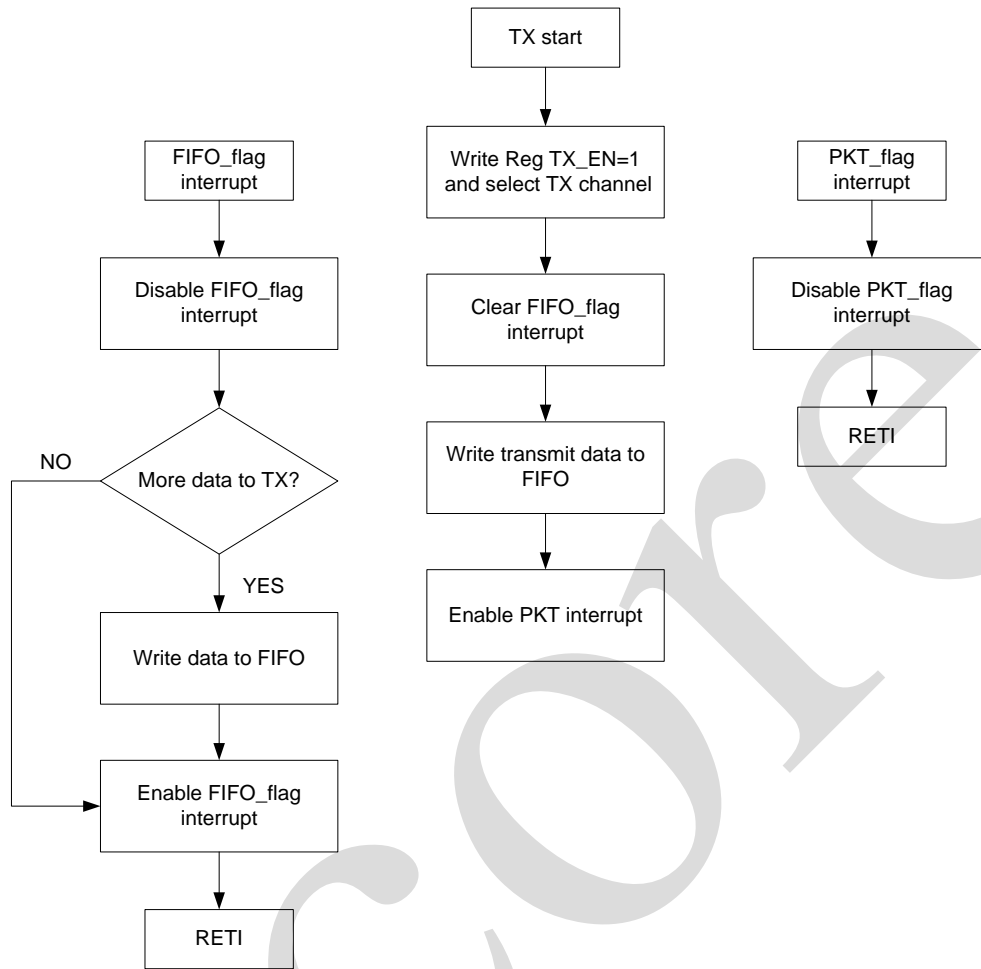 TX start
FIFO_flag
interrupt
Disable FIFO_flag
interrupt
More data to TX?
NO
YES
Write data to FIFO
Enable FIFO_flag
interrupt
RETI
Write Reg TX_EN=1
and select TX channel
Clear FIFO_flag
interrupt
Write transmit data to
FIFO
Enable PKT interrupt
PKT_flag
interrupt
Disable PKT_flag
interrupt
RETI
core